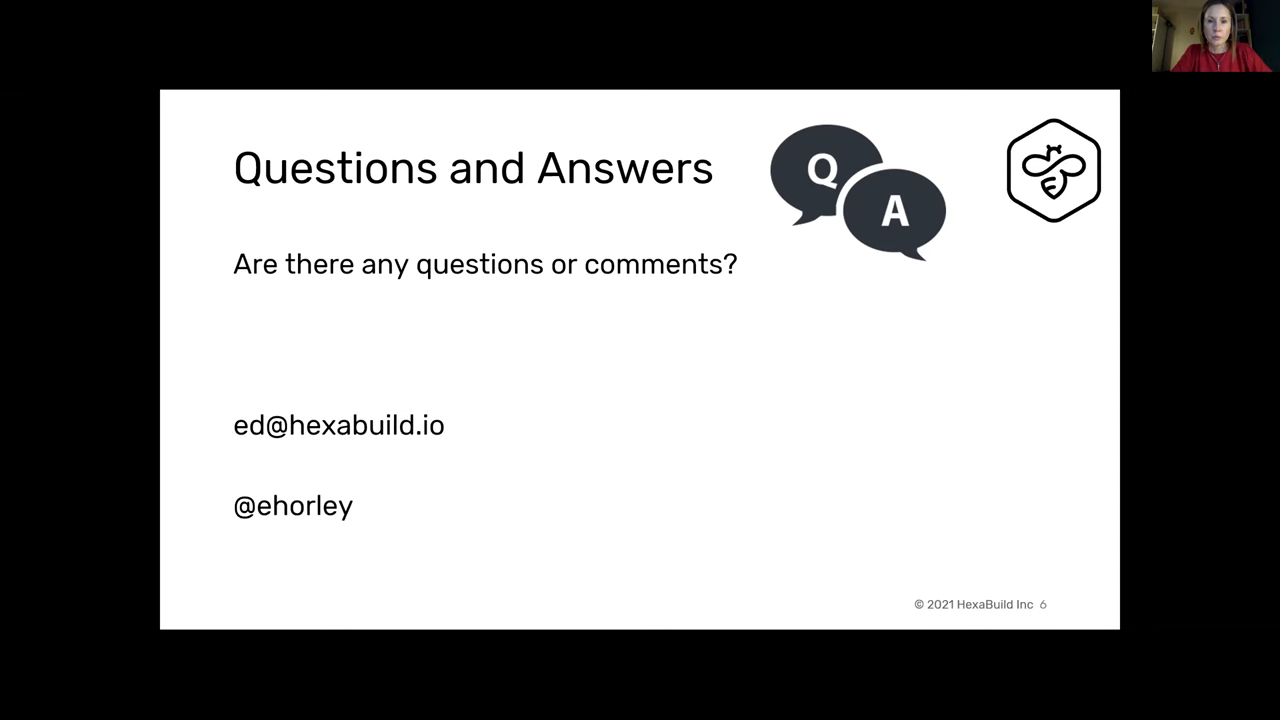 Questions and Answers
Q
A
Are there any questions or comments?
ed@hexabuild.io
@ehorley
© 2021 HexaBuild Inc 6